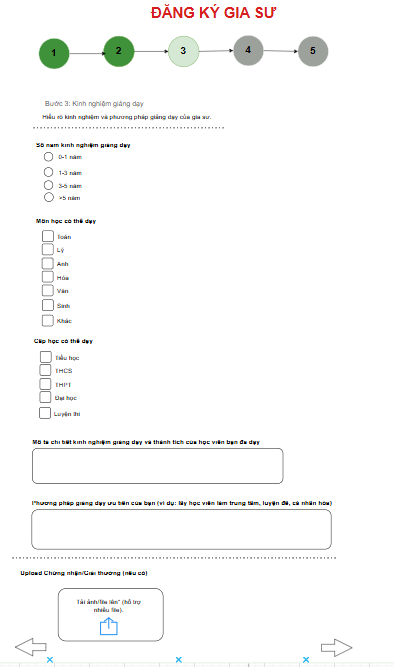 ĐĂNG KÝ GIA SƯ
1 2 3 4 5
Bước 3: Kinh nghiệm giảng dạy
Hiểu rõ kinh nghiệm và phương pháp giảng dạy của gia sư.
Số năm kinh nghiệm giảng dạy
0-1 năm
1-3 năm
3-5 năm
>5 năm
Môn học có thể dạy
Toán
Lý
Anh
Hóa
Văn
Sinh
Khác
Cấp học có thể dạy
Tiểu học
THCS
THPT
Đại học
Luyện thi
Mô tả chi tiết kinh nghiệm giảng dạy và thành tích của học viên bạn đã dạy
Phương pháp giảng dạy ưu tiên của bạn (ví dụ: lấy học viên làm trung tâm, luyện đề, cá nhân hóa)
Upload Chứng nhận/Giải thưởng (nếu có)
Tải ảnh/file lên" (hỗ trợ
nhiều file).